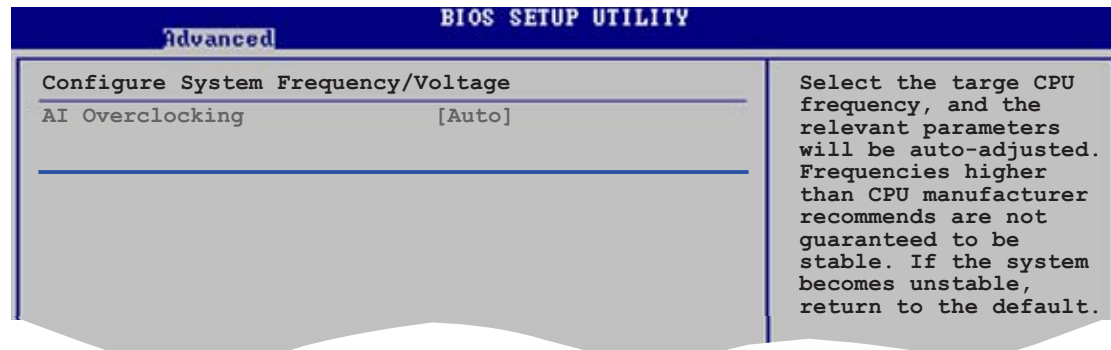 BIOS SETUP UTILITY
Advanced
Configure System Frequency/Voltage
AI Overclocking [Auto]
Select the targe CPU
frequency, and the
relevant parameters
will be auto-adjusted.
Frequencies higher
than CPU manufacturer
recommends are not
guaranteed to be
stable. If the system
becomes unstable,
return to the default.